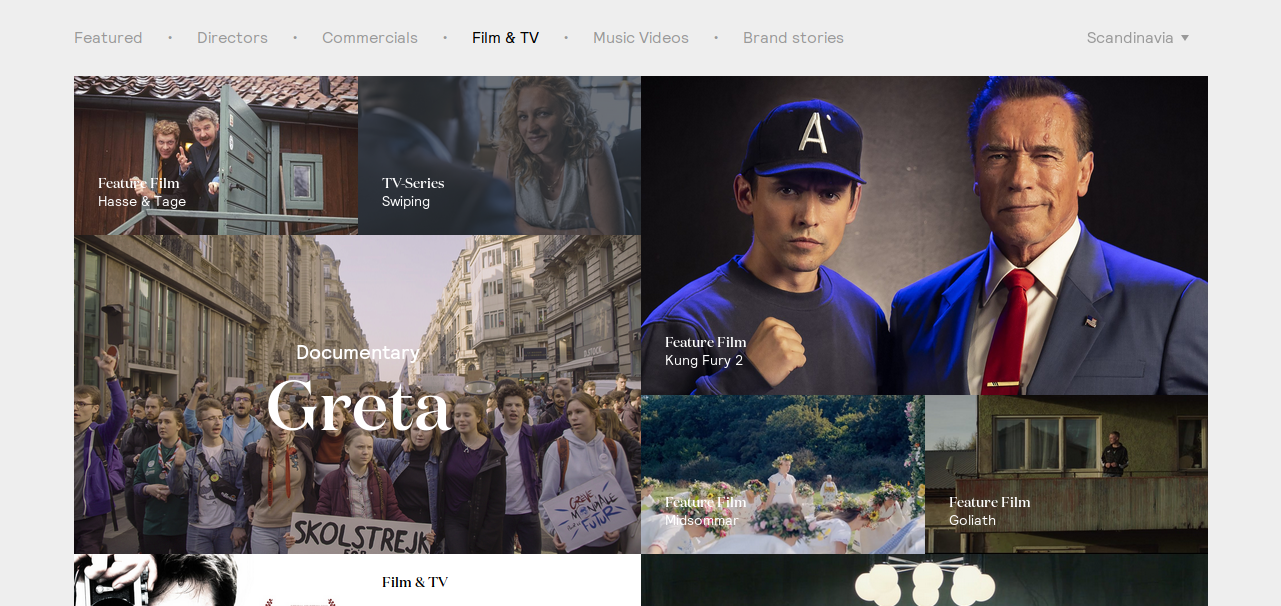 Featured • Directors • Commercials • Film & TV • Music Videos • Brand stories
Scandinavia ▼
Feature Film
Hasse & Tage
TV-Series
Swiping
A
Feature Film
Kung Fury 2
Documentary
Greta
SKOLSTREJK
FOR
GREVE
MONDIALE
FUTUR
Feature Film
Midsommar
Feature Film
Goliath
Film & TV